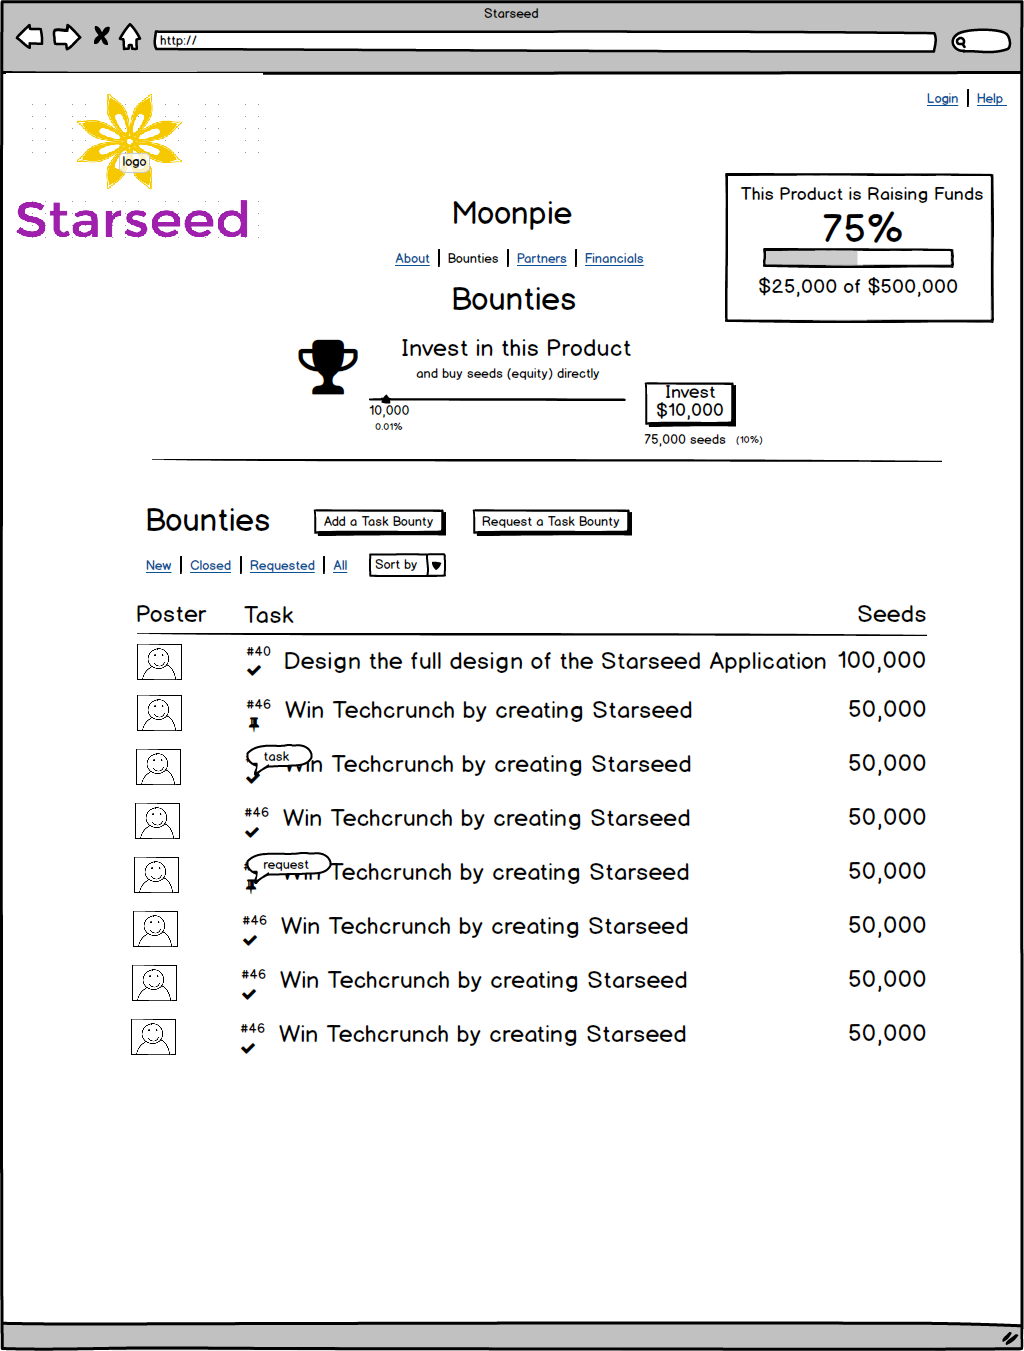 Starseed
http://
Login Help
logo
Starseed
Moonpie
This Product is Raising Funds
75%
$25,000 of $500,000
About Bounties Partners Financials
Bounties
Invest in this Product
and buy seeds (equity) directly
10,000
0.01%
Invest
$10,000
75,000 seeds (10%)
Bounties Add a Task Bounty Request a Task Bounty
New Closed Requested All Sort by
Poster Task Seeds
#40 Design the full design of the Starseed Application 100,000
#46 Win Techcrunch by creating Starseed 50,000
task Win Techcrunch by creating Starseed 50,000
#46 Win Techcrunch by creating Starseed 50,000
request Win Techcrunch by creating Starseed 50,000
#46 Win Techcrunch by creating Starseed 50,000
#46 Win Techcrunch by creating Starseed 50,000
#46 Win Techcrunch by creating Starseed 50,000